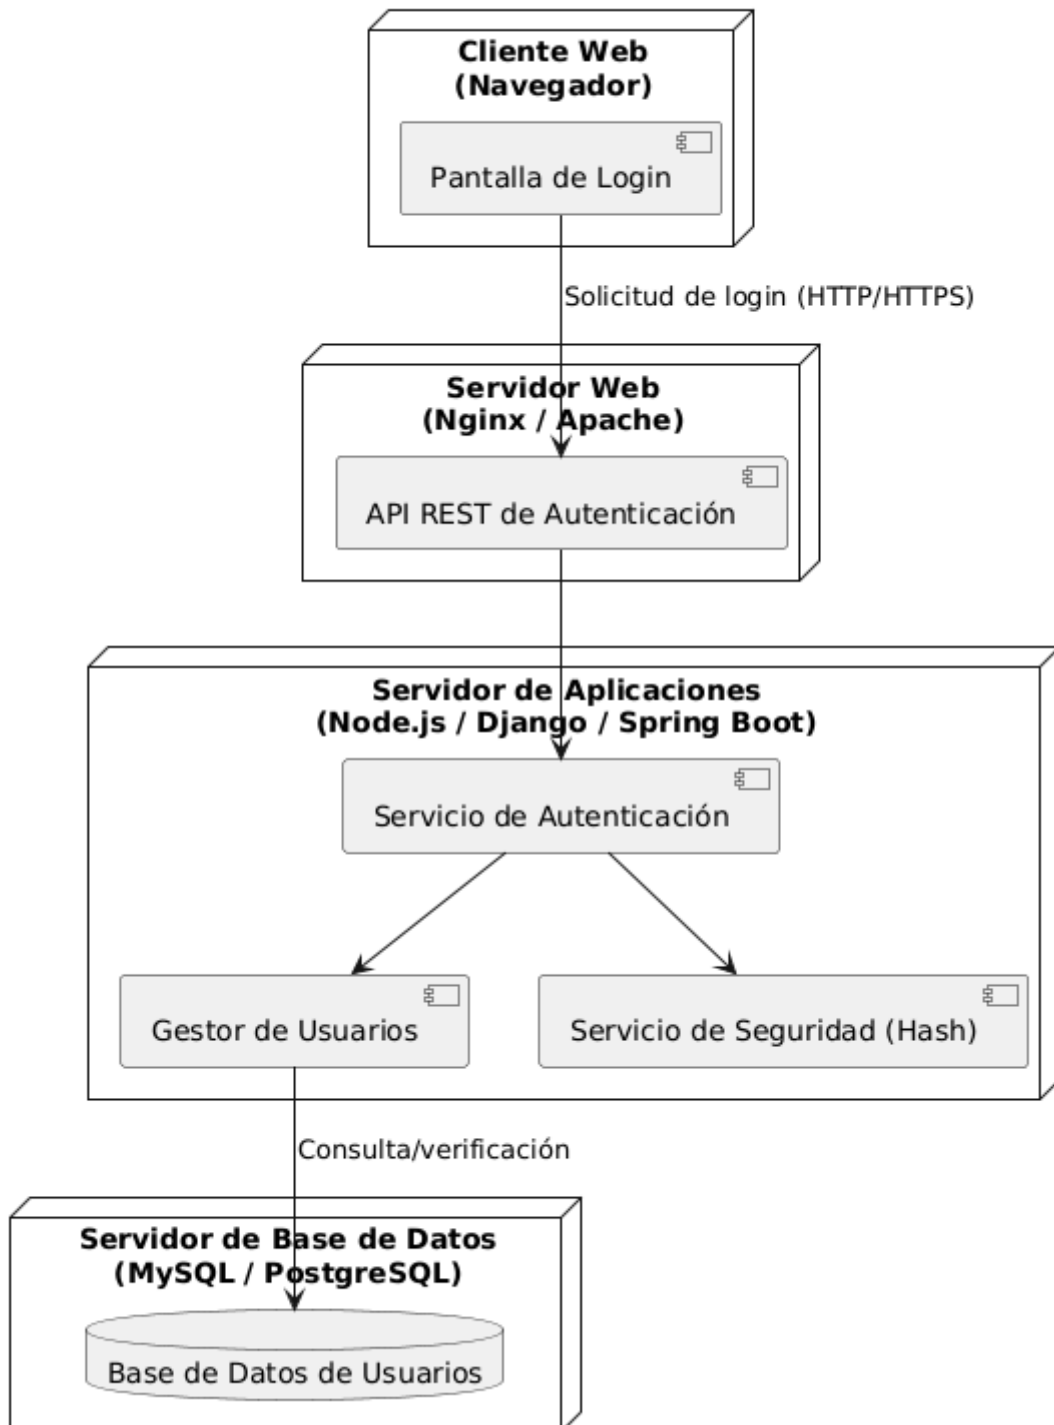 Cliente Web
(Navegador)
Pantalla de Login
Solicitud de login (HTTP/HTTPS)
Servidor Web
(Nginx / Apache)
API REST de Autenticación
Servidor de Aplicaciones
(Node.js / Django / Spring Boot)
Servicio de Autenticación
Gestor de Usuarios
Servicio de Seguridad (Hash)
Consulta/verificación
Servidor de Base de Datos
(MySQL / PostgreSQL)
Base de Datos de Usuarios